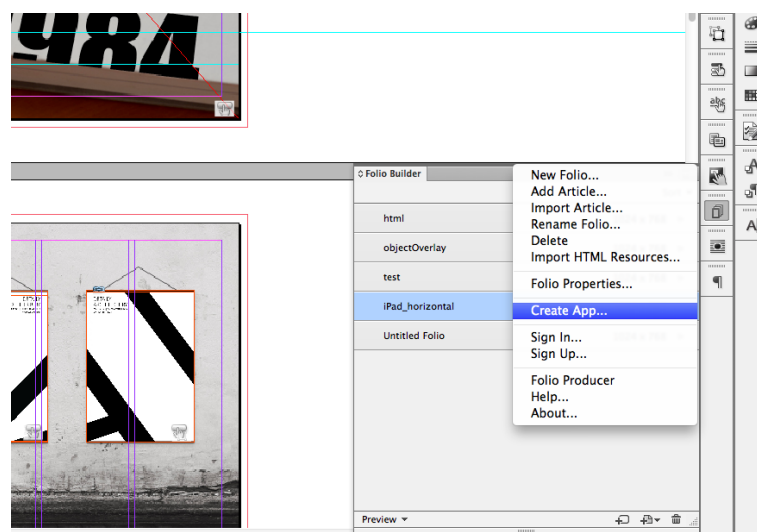 1984
Folio Builder
html
objectOverlay
test
iPad_horizontal
Untitled Folio
New Folio...
Add Article...
Import Article...
Rename Folio...
Delete
Import HTML Resources...
Folio Properties...
Create App...
Sign In...
Sign Up...
Folio Producer
Help...
About...
Preview